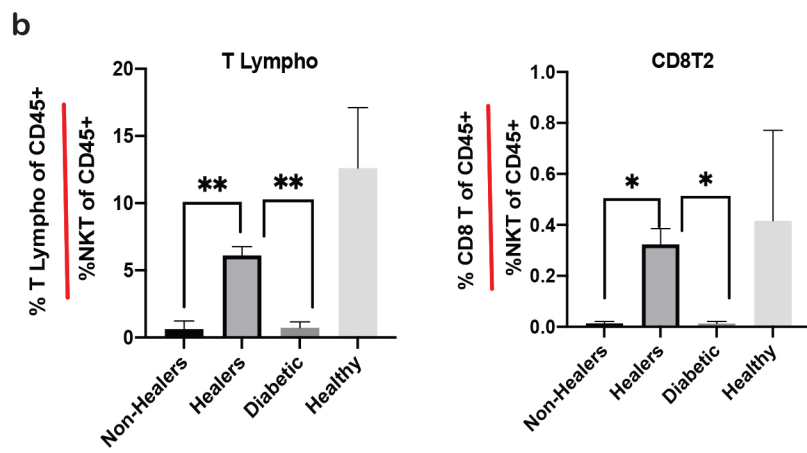 b
T Lympho
% T Lympho of CD45+
%NKT of CD45+
20
15
10
5
0
** **
Non-Healers
Healers
Diabetic
Healthy
CD8T2
% CD8 T of CD45+
%NKT of CD45+
1.0
0.8
0.6
0.4
0.2
0.0
* *
Non-Healers
Healers
Diabetic
Healthy